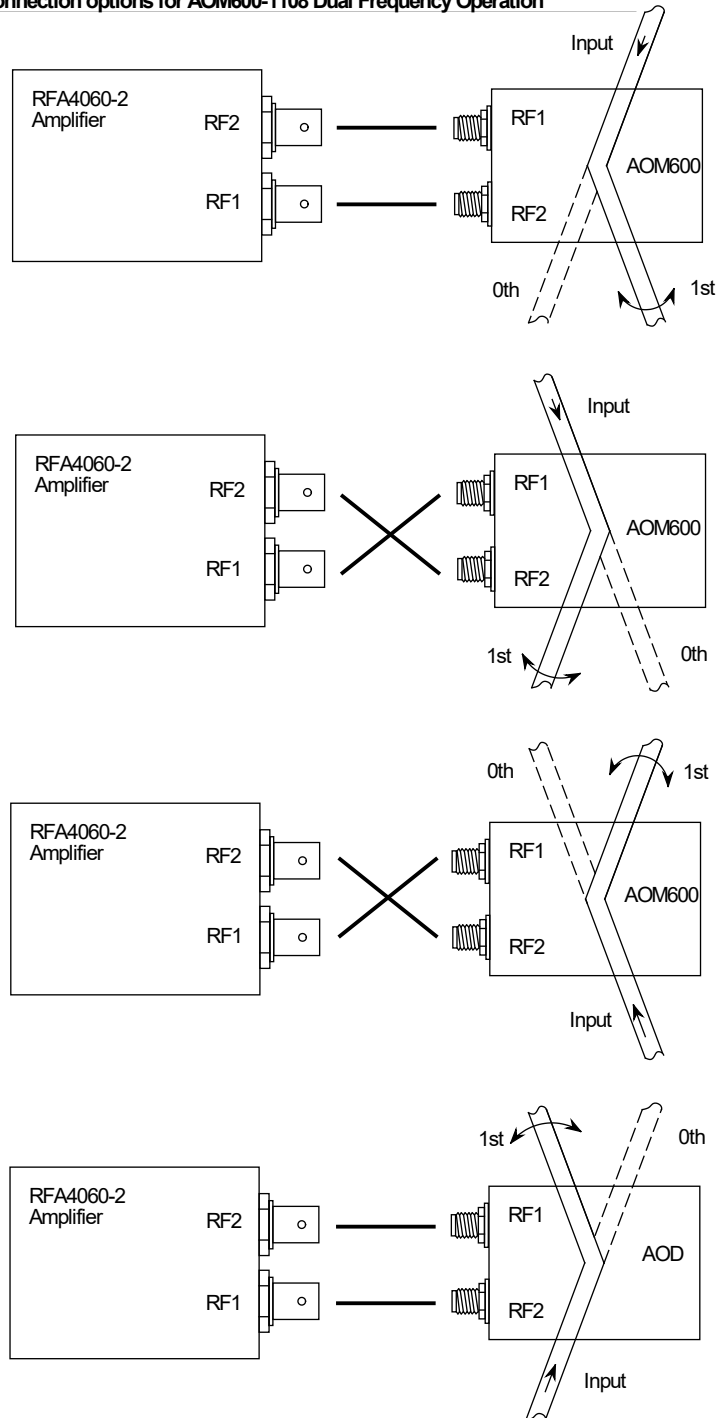 onnection options for AOM600-1108 Dual Frequency Operation
Input
RFA4060-2
Amplifier
RF2
RF1
RF1
AOM600
RF2
0th
1st
Input
RFA4060-2
Amplifier
RF2
RF1
RF1
AOM600
RF2
1st
0th
0th
1st
RFA4060-2
Amplifier
RF2
RF1
RF1
AOM600
RF2
Input
1st
0th
RFA4060-2
Amplifier
RF2
RF1
RF1
AOD
RF2
Input